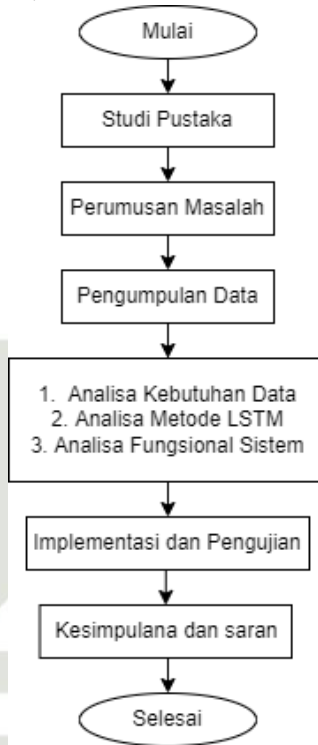 Mulai
Studi Pustaka
Perumusan Masalah
Pengumpulan Data
1. Analisa Kebutuhan Data
2. Analisa Metode LSTM
3. Analisa Fungsional Sistem
Implementasi dan Pengujian
Kesimpulana dan saran
Selesai